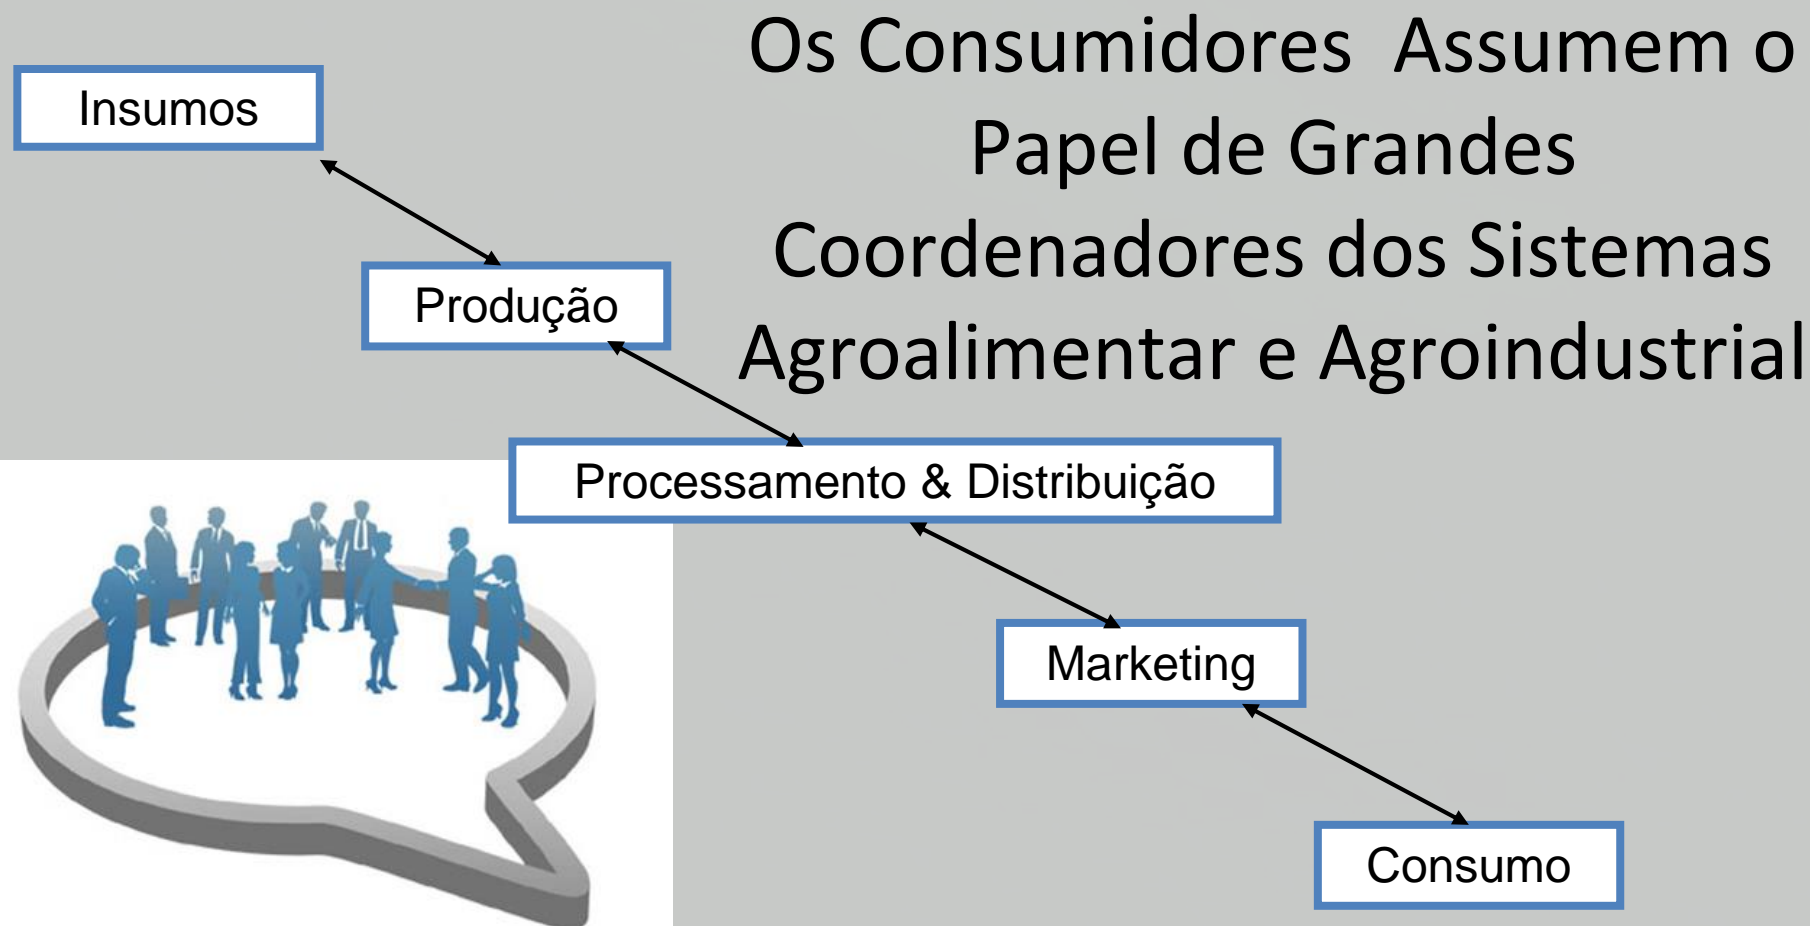 Os Consumidores  Assumem o
Papel de Grandes
Coordenadores dos Sistemas
Agroalimentar e Agroindustrial
Insumos
Produção
Processamento & Distribuição
Marketing
Consumo